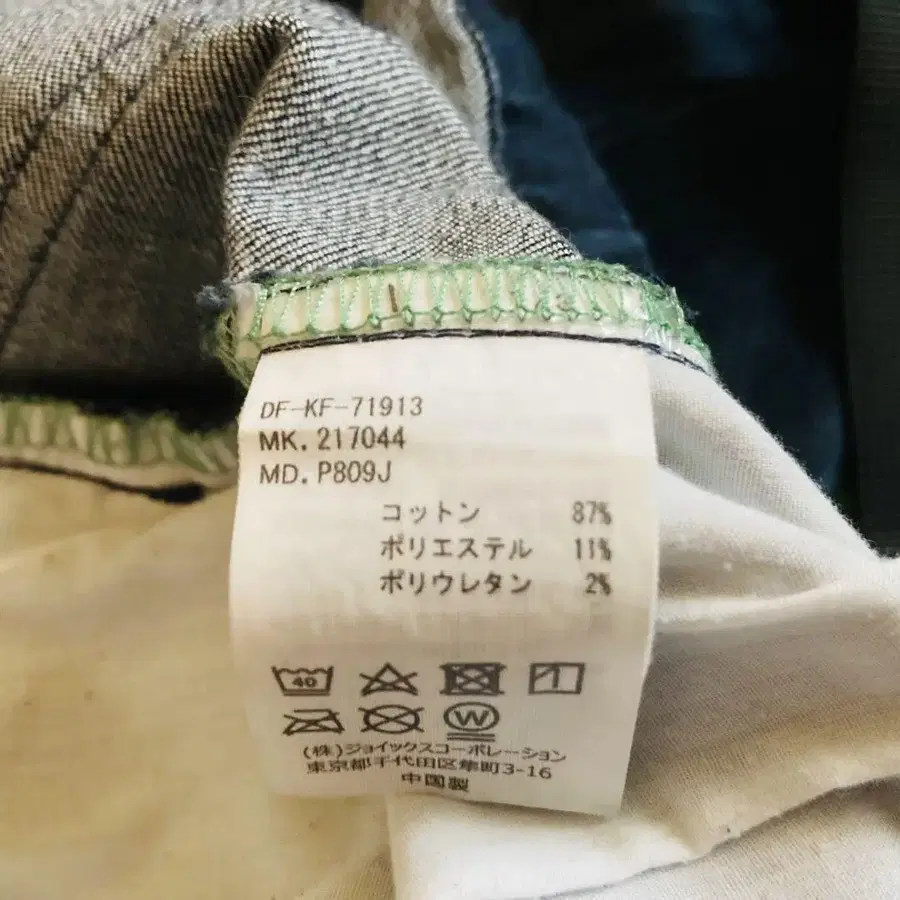 DF-KF-71913
MK. 217044
MD. P809J
コットン 87%
ポリエステル 11%
ポリウレタン 2%
40
W
(株)ジョイックスコーポレーション
東京都千代田区隼町3-16
中国製